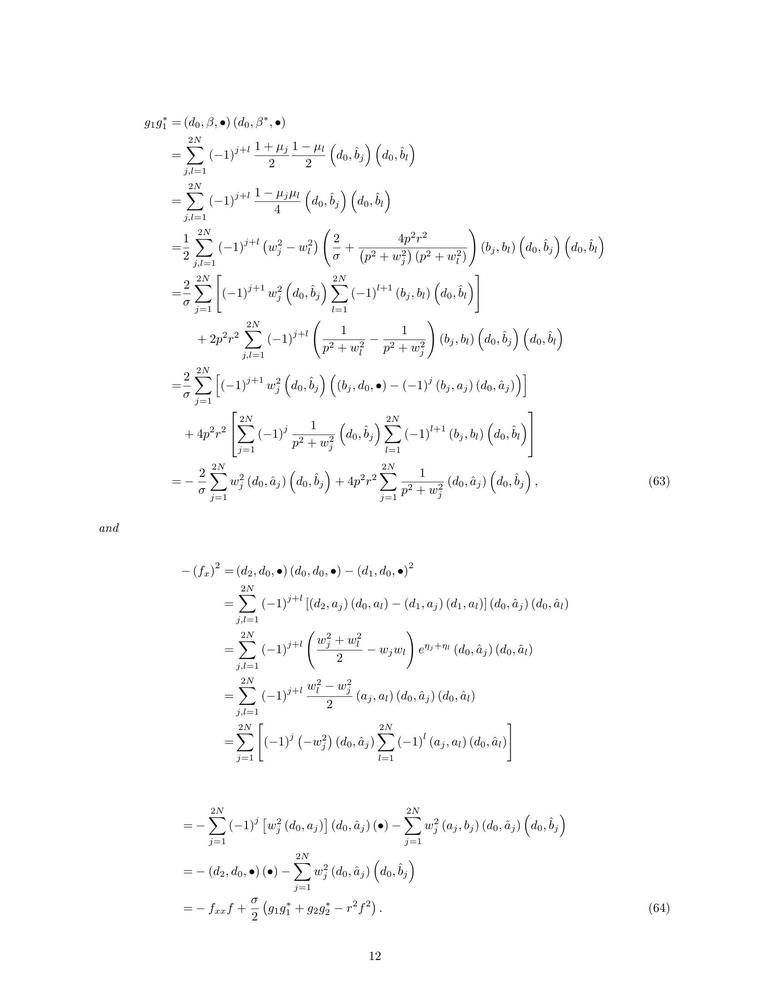 $g_1 g_1^* = (d_0, \beta, \bullet)(d_0, \beta^*, \bullet)$
$= \sum_{j,l=1}^{2N} (-1)^{j+l} \frac{1+\mu_j}{2} \frac{1-\mu_l}{2} \left(d_0, \hat{b}_j\right) \left(d_0, \hat{b}_l\right)$
$= \sum_{j,l=1}^{2N} (-1)^{j+l} \frac{1-\mu_j\mu_l}{4} \left(d_0, \hat{b}_j\right) \left(d_0, \hat{b}_l\right)$
$= \frac{1}{2} \sum_{j,l=1}^{2N} (-1)^{j+l} \left(w_j^2 - w_l^2\right) \left(\frac{2}{\sigma} + \frac{4p^2r^2}{(p^2+w_j^2)(p^2+w_l^2)}\right) (b_j, b_l) \left(d_0, \hat{b}_j\right) \left(d_0, \hat{b}_l\right)$
$= \frac{2}{\sigma} \sum_{j=1}^{2N} \left[(-1)^{j+1} w_j^2 \left(d_0, \hat{b}_j\right) \sum_{l=1}^{2N} (-1)^{l+1} (b_j, b_l) \left(d_0, \hat{b}_l\right)\right]$
$+ 2p^2r^2 \sum_{j,l=1}^{2N} (-1)^{j+l} \left(\frac{1}{p^2+w_l^2} - \frac{1}{p^2+w_j^2}\right) (b_j, b_l) \left(d_0, \hat{b}_j\right) \left(d_0, \hat{b}_l\right)$
$= \frac{2}{\sigma} \sum_{j=1}^{2N} \left[(-1)^{j+1} w_j^2 \left(d_0, \hat{b}_j\right) \left((b_j, d_0, \bullet) - (-1)^j (b_j, a_j) (d_0, \hat{a}_j)\right)\right]$
$+ 4p^2r^2 \left[\sum_{j=1}^{2N} (-1)^j \frac{1}{p^2+w_j^2} \left(d_0, \hat{b}_j\right) \sum_{l=1}^{2N} (-1)^{l+1} (b_j, b_l) \left(d_0, \hat{b}_l\right)\right]$
$= -\frac{2}{\sigma} \sum_{j=1}^{2N} w_j^2 (d_0, \hat{a}_j) \left(d_0, \hat{b}_j\right) + 4p^2r^2 \sum_{j=1}^{2N} \frac{1}{p^2+w_j^2} (d_0, \hat{a}_j) \left(d_0, \hat{b}_j\right),$ (63)
and
$-(f_x)^2 = (d_2, d_0, \bullet)(d_0, d_0, \bullet) - (d_1, d_0, \bullet)^2$
$= \sum_{j,l=1}^{2N} (-1)^{j+l} \left[(d_2, a_j)(d_0, a_l) - (d_1, a_j)(d_1, a_l)\right] (d_0, \hat{a}_j)(d_0, \hat{a}_l)$
$= \sum_{j,l=1}^{2N} (-1)^{j+l} \left(\frac{w_j^2+w_l^2}{2} - w_jw_l\right) e^{\eta_j+\eta_l} (d_0, \hat{a}_j)(d_0, \hat{a}_l)$
$= \sum_{j,l=1}^{2N} (-1)^{j+l} \frac{w_l^2-w_j^2}{2} (a_j, a_l)(d_0, \hat{a}_j)(d_0, \hat{a}_l)$
$= \sum_{j=1}^{2N} \left[(-1)^j \left(-w_j^2\right)(d_0, \hat{a}_j) \sum_{l=1}^{2N} (-1)^l (a_j, a_l)(d_0, \hat{a}_l)\right]$
$= -\sum_{j=1}^{2N} (-1)^j \left[w_j^2 (d_0, a_j)\right](d_0, \hat{a}_j)(\bullet) - \sum_{j=1}^{2N} w_j^2 (a_j, b_j)(d_0, \hat{a}_j)\left(d_0, \hat{b}_j\right)$
$= -(d_2, d_0, \bullet)(\bullet) - \sum_{j=1}^{2N} w_j^2 (d_0, \hat{a}_j)\left(d_0, \hat{b}_j\right)$
$= -f_{xx}f + \frac{\sigma}{2}\left(g_1g_1^* + g_2g_2^* - r^2f^2\right).$ (64)
12